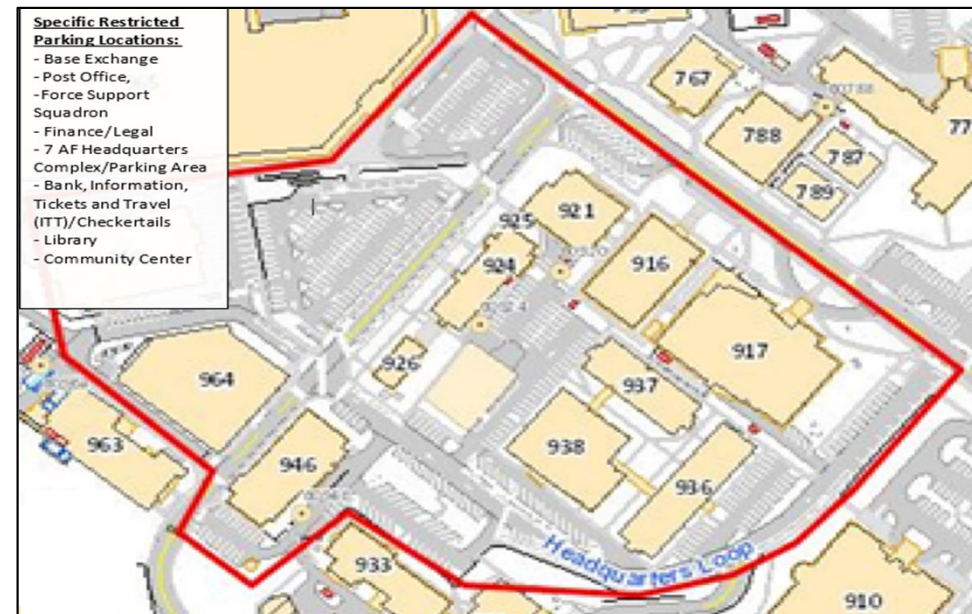 Specific Restricted
Parking Locations:
- Base Exchange
- Post Office,
-Force Support
Squadron
- Finance/Legal
- 7 AF Headquarters
Complex/Parking Area
- Bank, Information,
Tickets and Travel
(ITT)/Checkertails
- Library
- Community Center
767
788
00788
787
789
77
921
925
924
916
926
917
937
964
963
946
938
936
933
Headquarters Loop
910